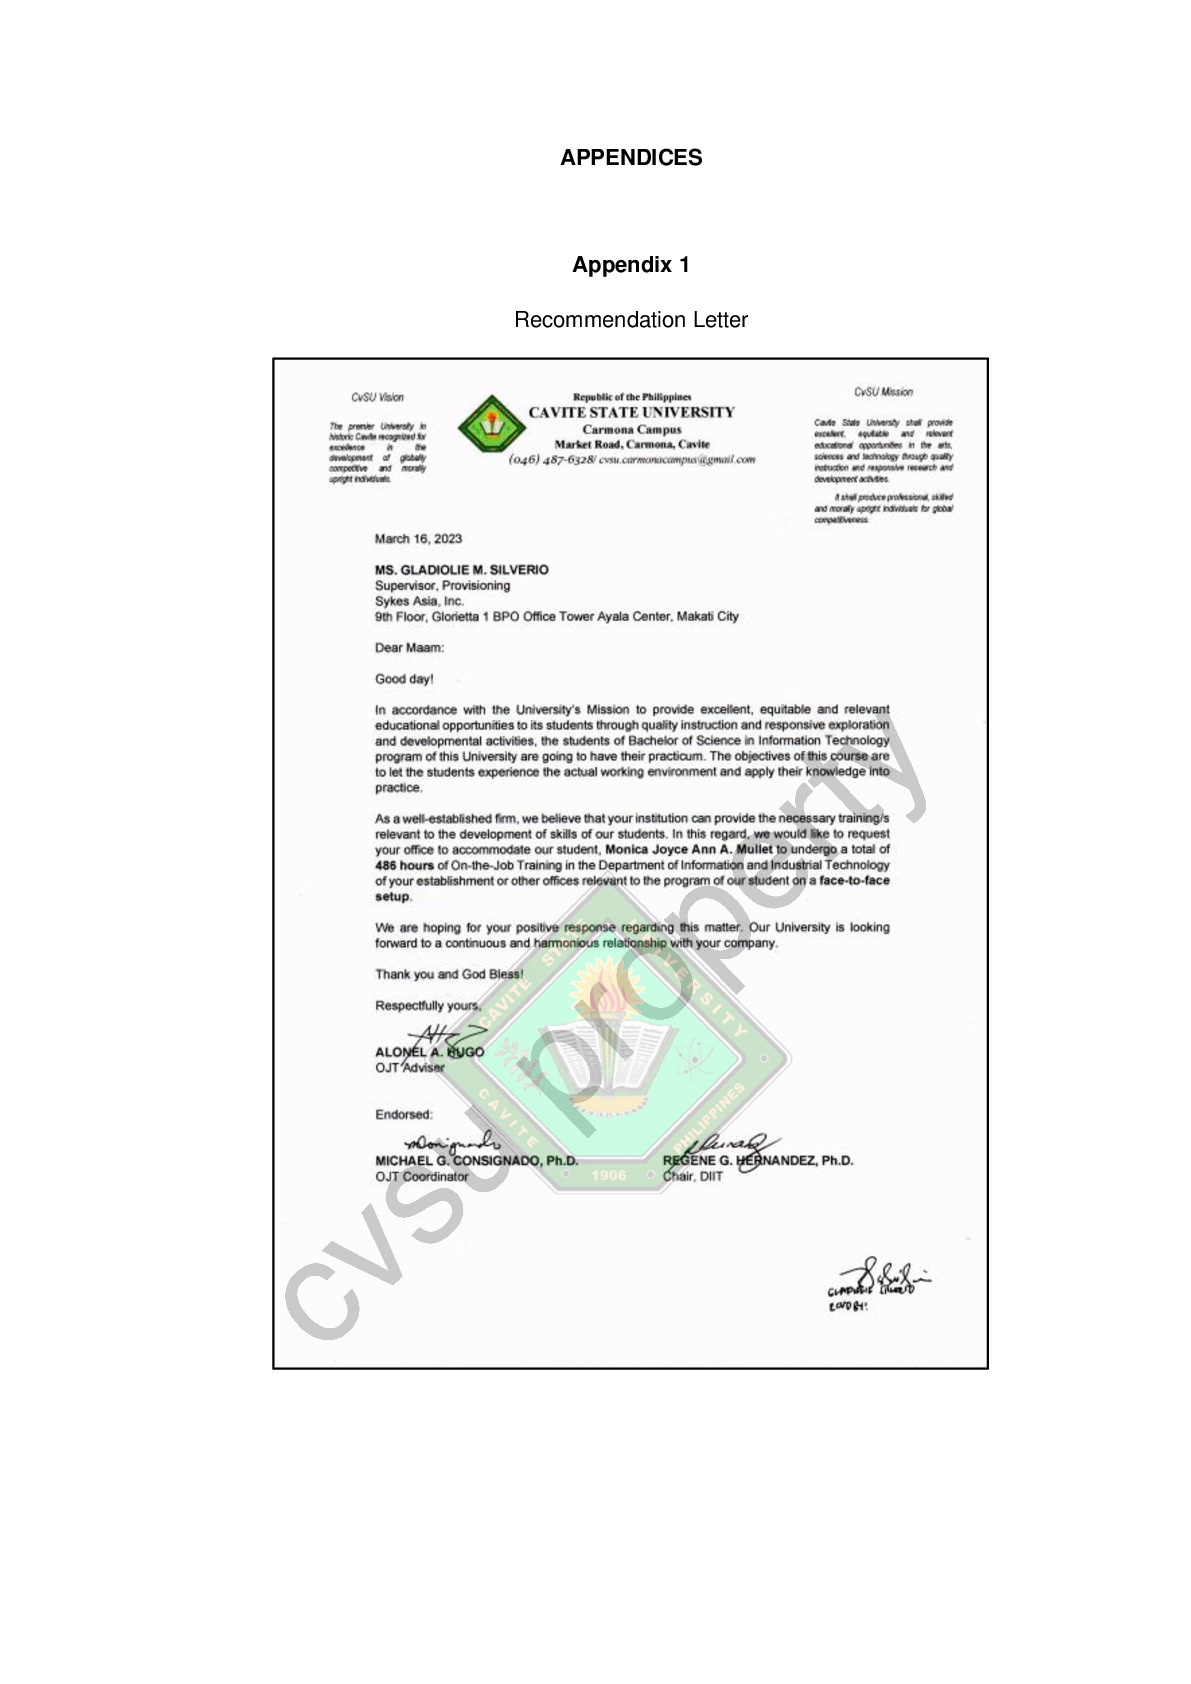 APPENDICES
Appendix 1
Recommendation Letter
CvSU Vision
The premier University in
historic Cavite recognized for
excellence in the
development of globally
competitive and morally
upright individuals.
Republic of the Philippines
CAVITE STATE UNIVERSITY
Carmona Campus
Market Road, Carmona, Cavite
(046) 487-6328/ cvsu.carmonacampus@gmail.com
CvSU Mission
Cavite State University shall provide
excellent, equitable and relevant
educational opportunities in the arts,
sciences and technology through quality
instruction and responsive research and
development activities.
It shall produce professional, skilled
and morally upright individuals for global
competitiveness.
March 16, 2023
MS. GLADIOLIE M. SILVERIO
Supervisor, Provisioning
Sykes Asia, Inc.
9th Floor, Glorietta 1 BPO Office Tower Ayala Center, Makati City
Dear Maam:
Good day!
In accordance with the University's Mission to provide excellent, equitable and relevant
educational opportunities to its students through quality instruction and responsive exploration
and developmental activities, the students of Bachelor of Science in Information Technology
program of this University are going to have their practicum. The objectives of this course are
to let the students experience the actual working environment and apply their knowledge into
practice.
As a well-established firm, we believe that your institution can provide the necessary training/s
relevant to the development of skills of our students. In this regard, we would like to request
your office to accommodate our student, Monica Joyce Ann A. Mullet to undergo a total of
486 hours of On-the-Job Training in the Department of Information and Industrial Technology
of your establishment or other offices relevant to the program of our student on a face-to-face
setup.
We are hoping for your positive response regarding this matter. Our University is looking
forward to a continuous and harmonious relationship with your company.
Thank you and God Bless!
Respectfully yours,
ALONEL A. HUGO
OJT Adviser
Endorsed:
MICHAEL G. CONSIGNADO, Ph.D.
OJT Coordinator
REGENE G. HERNANDEZ, Ph.D.
Chair, DIIT
CAVITE STATE UNIVERSITY
CAVITE PHILIPPINES
1906
cvsu property